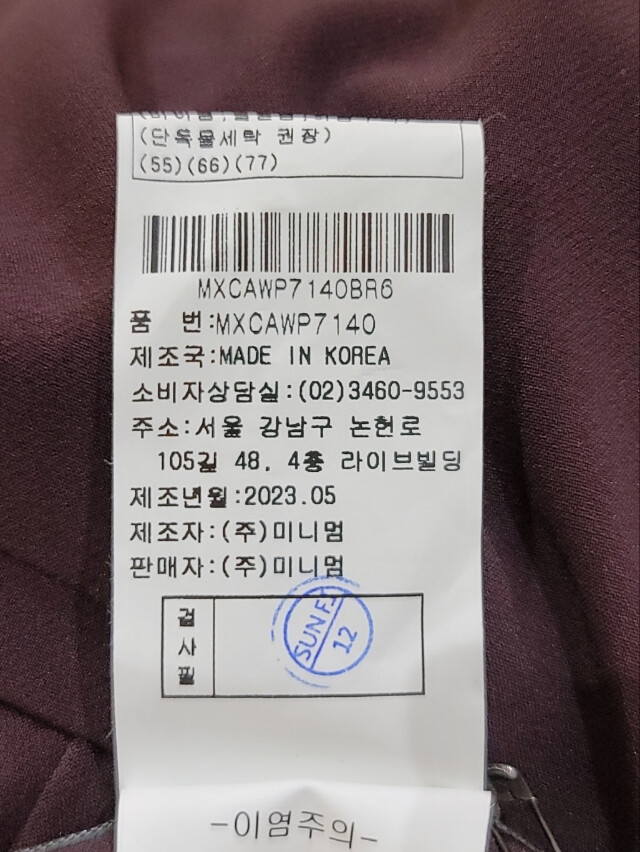 (단독물세탁 권장)
(55)(66)(77)
MXCAWP7140BR6
품 번:MXCAWP7140
제조국:MADE IN KOREA
소비자상담실:(02)3460-9553
주소:서울 강남구 논현로
105길 48, 4층 라이브빌딩
제조년월:2023.05
제조자:(주)미니멈
판매자:(주)미니멈
검사필
SUN F
12
-이염주의-